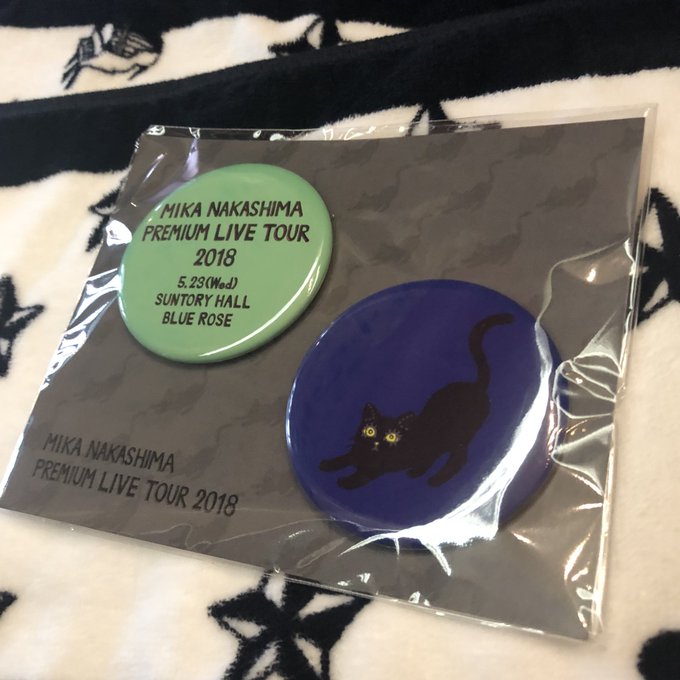 MIKA NAKASHIMA
PREMIUM LIVE TOUR
2018
5.23(Wed)
SUNTORY HALL
BLUE ROSE
MIKA NAKASHIMA
PREMIUM LIVE TOUR 2018